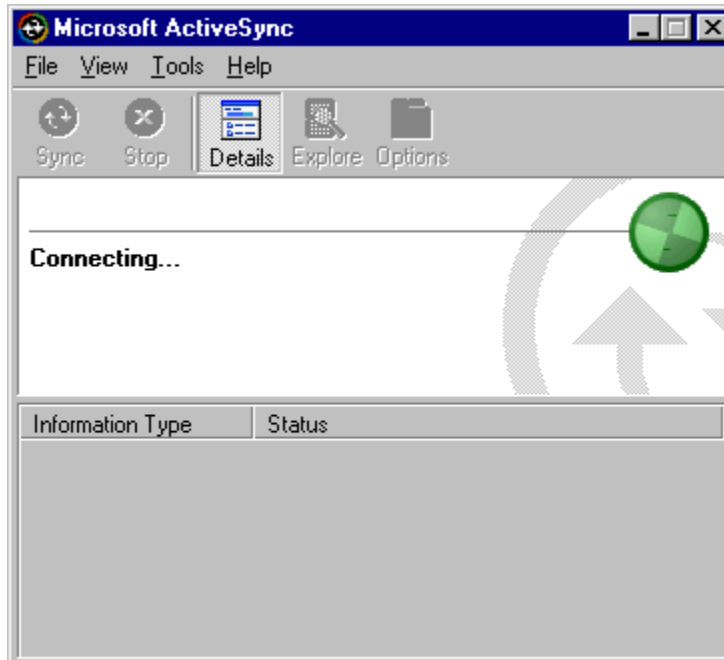 Microsoft ActiveSync
File View Tools Help
Sync Stop Details Explore Options
Connecting...
Information Type Status